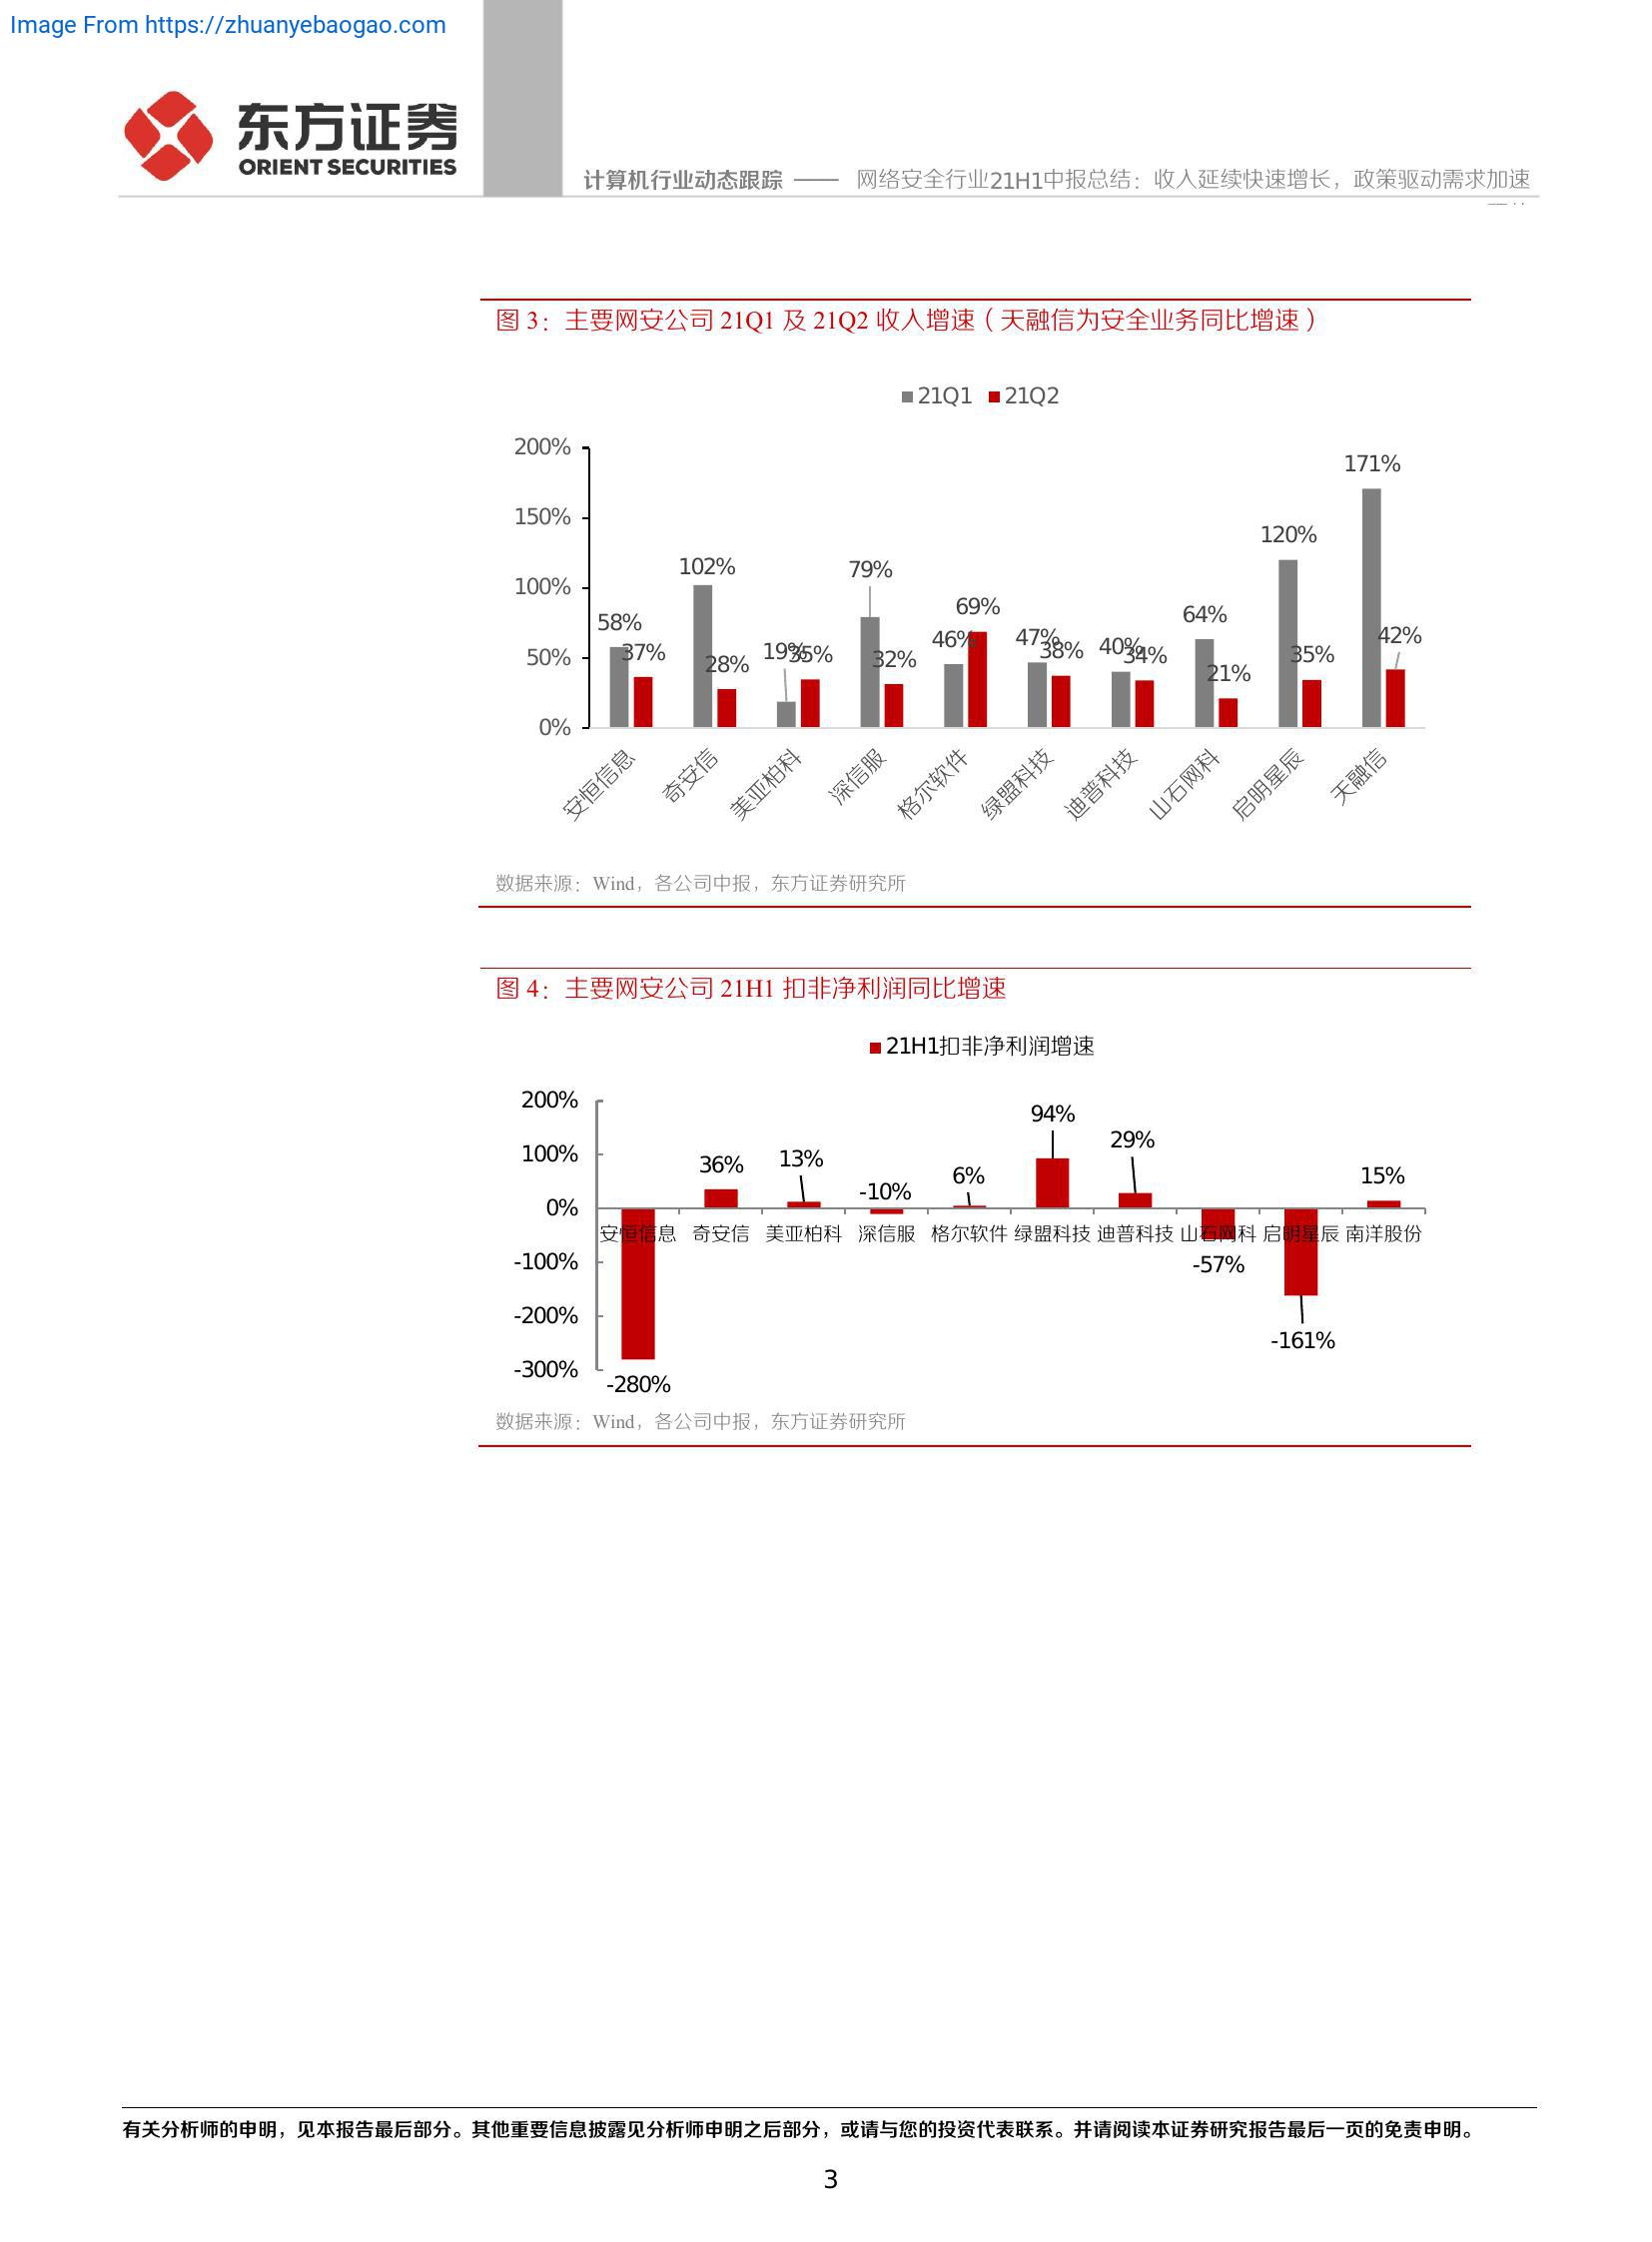 Image From https://zhuanyebaogao.com
东方证券
ORIENT SECURITIES
计算机行业动态跟踪 —— 网络安全行业21H1中报总结：收入延续快速增长，政策驱动需求加速
图 3：主要网安公司 21Q1 及 21Q2 收入增速（天融信为安全业务同比增速）
21Q1 21Q2
200%
150%
100%
50%
0%
58% 102% 19% 79% 46% 47% 40% 64% 120% 171%
37% 28% 35% 32% 69% 38% 34% 21% 35% 42%
安恒信息 奇安信 美亚柏科 深信服 格尔软件 绿盟科技 迪普科技 山石网科 启明星辰 天融信
数据来源：Wind，各公司中报，东方证券研究所
图 4：主要网安公司 21H1 扣非净利润同比增速
21H1扣非净利润增速
200%
100%
0%
-100%
-200%
-300%
-280% 36% 13% -10% 6% 94% 29% -57% -161% 15%
安恒信息 奇安信 美亚柏科 深信服 格尔软件 绿盟科技 迪普科技 山石网科 启明星辰 南洋股份
数据来源：Wind，各公司中报，东方证券研究所
有关分析师的申明，见本报告最后部分。其他重要信息披露见分析师申明之后部分，或请与您的投资代表联系。并请阅读本证券研究报告最后一页的免责申明。
3